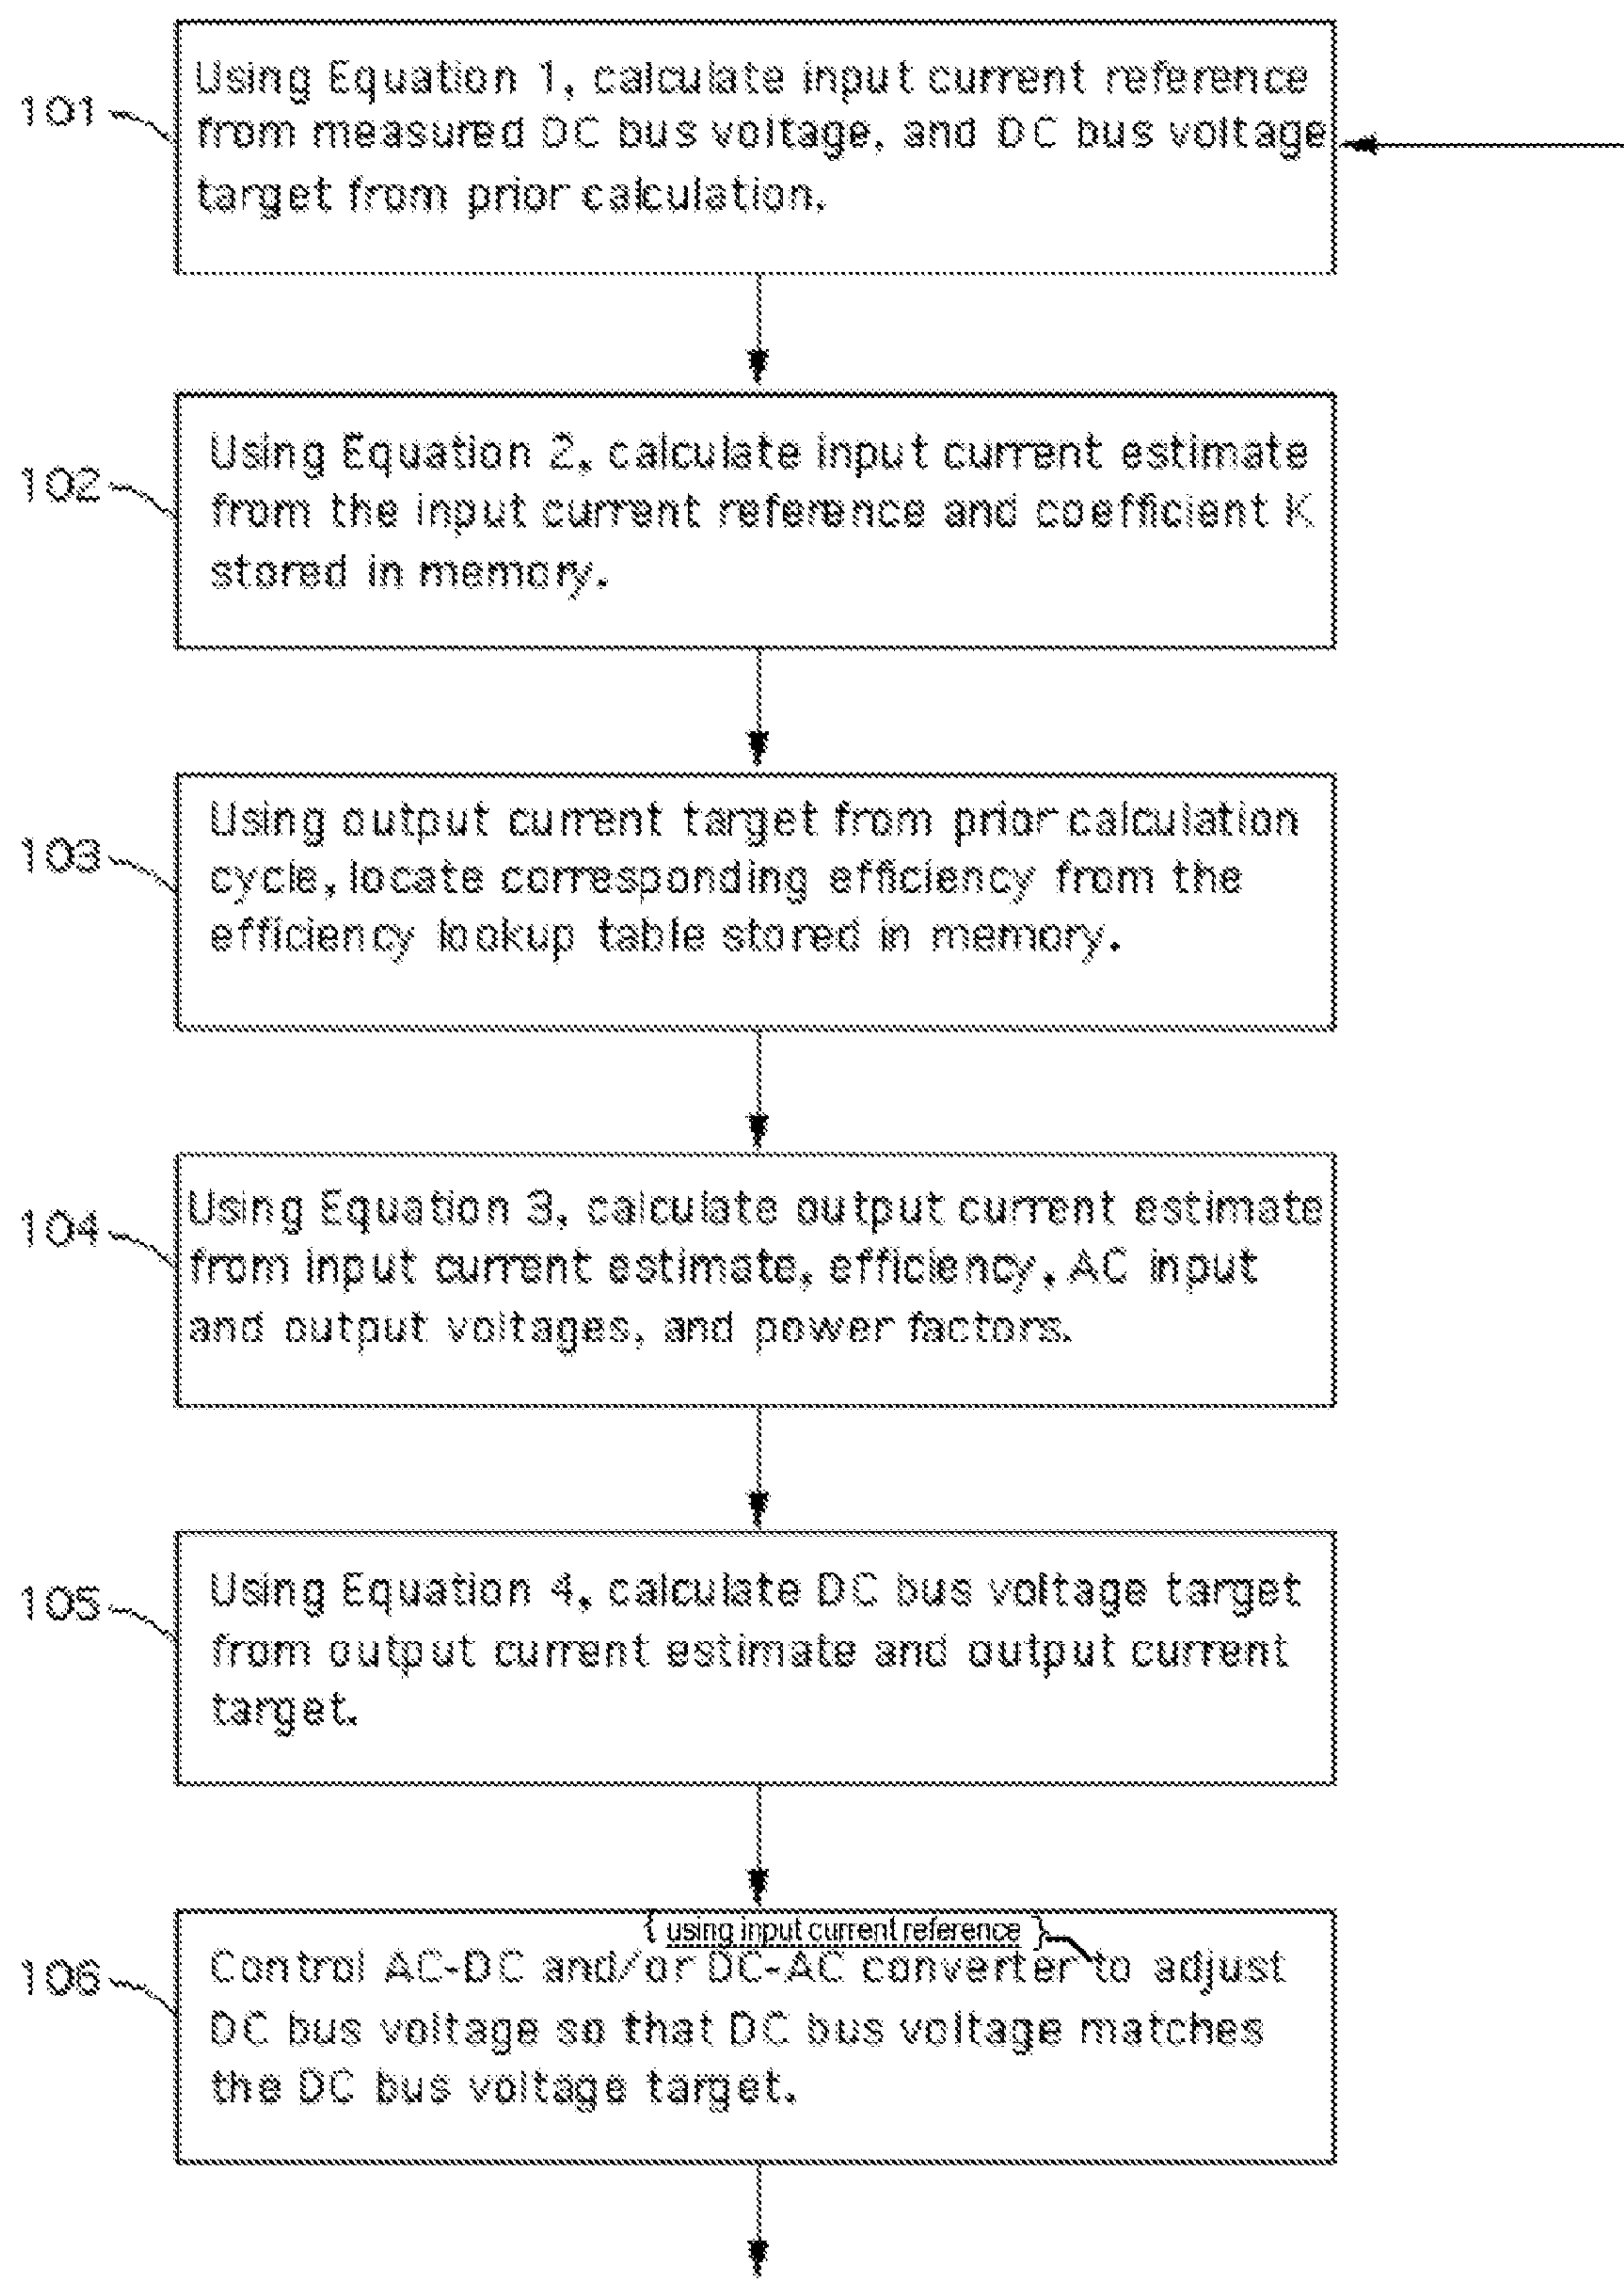 101
Using Equation 1, calculate input current reference
from measured DC bus voltage, and DC bus voltage
target from prior calculation.
102
Using Equation 2, calculate input current estimate
from the input current reference and coefficient K
stored in memory.
103
Using output current target from prior calculation
cycle, locate corresponding efficiency from the
efficiency lookup table stored in memory.
104
Using Equation 3, calculate output current estimate
from input current estimate, efficiency, AC input
and output voltages, and power factors.
105
Using Equation 4, calculate DC bus voltage target
from output current estimate and output current
target.
106
{ using input current reference }
Control AC-DC and/or DC-AC converter to adjust
DC bus voltage so that DC bus voltage matches
the DC bus voltage target.